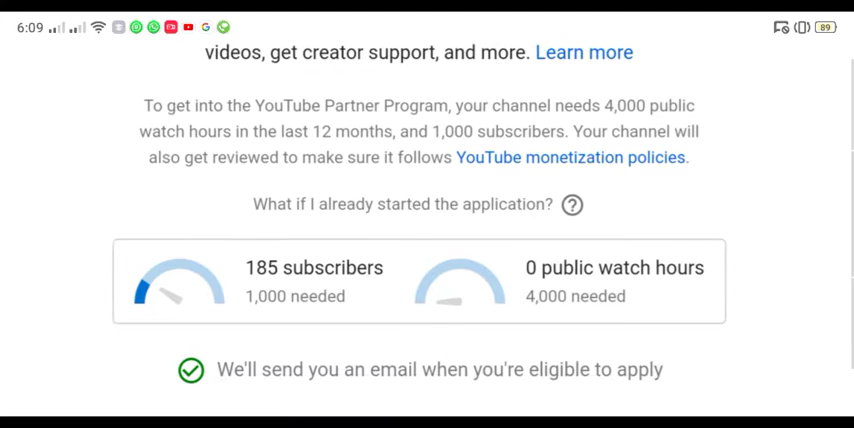 6:09
89
videos, get creator support, and more. Learn more
To get into the YouTube Partner Program, your channel needs 4,000 public
watch hours in the last 12 months, and 1,000 subscribers. Your channel will
also get reviewed to make sure it follows YouTube monetization policies.
What if I already started the application? ?
185 subscribers
1,000 needed
0 public watch hours
4,000 needed
We'll send you an email when you're eligible to apply